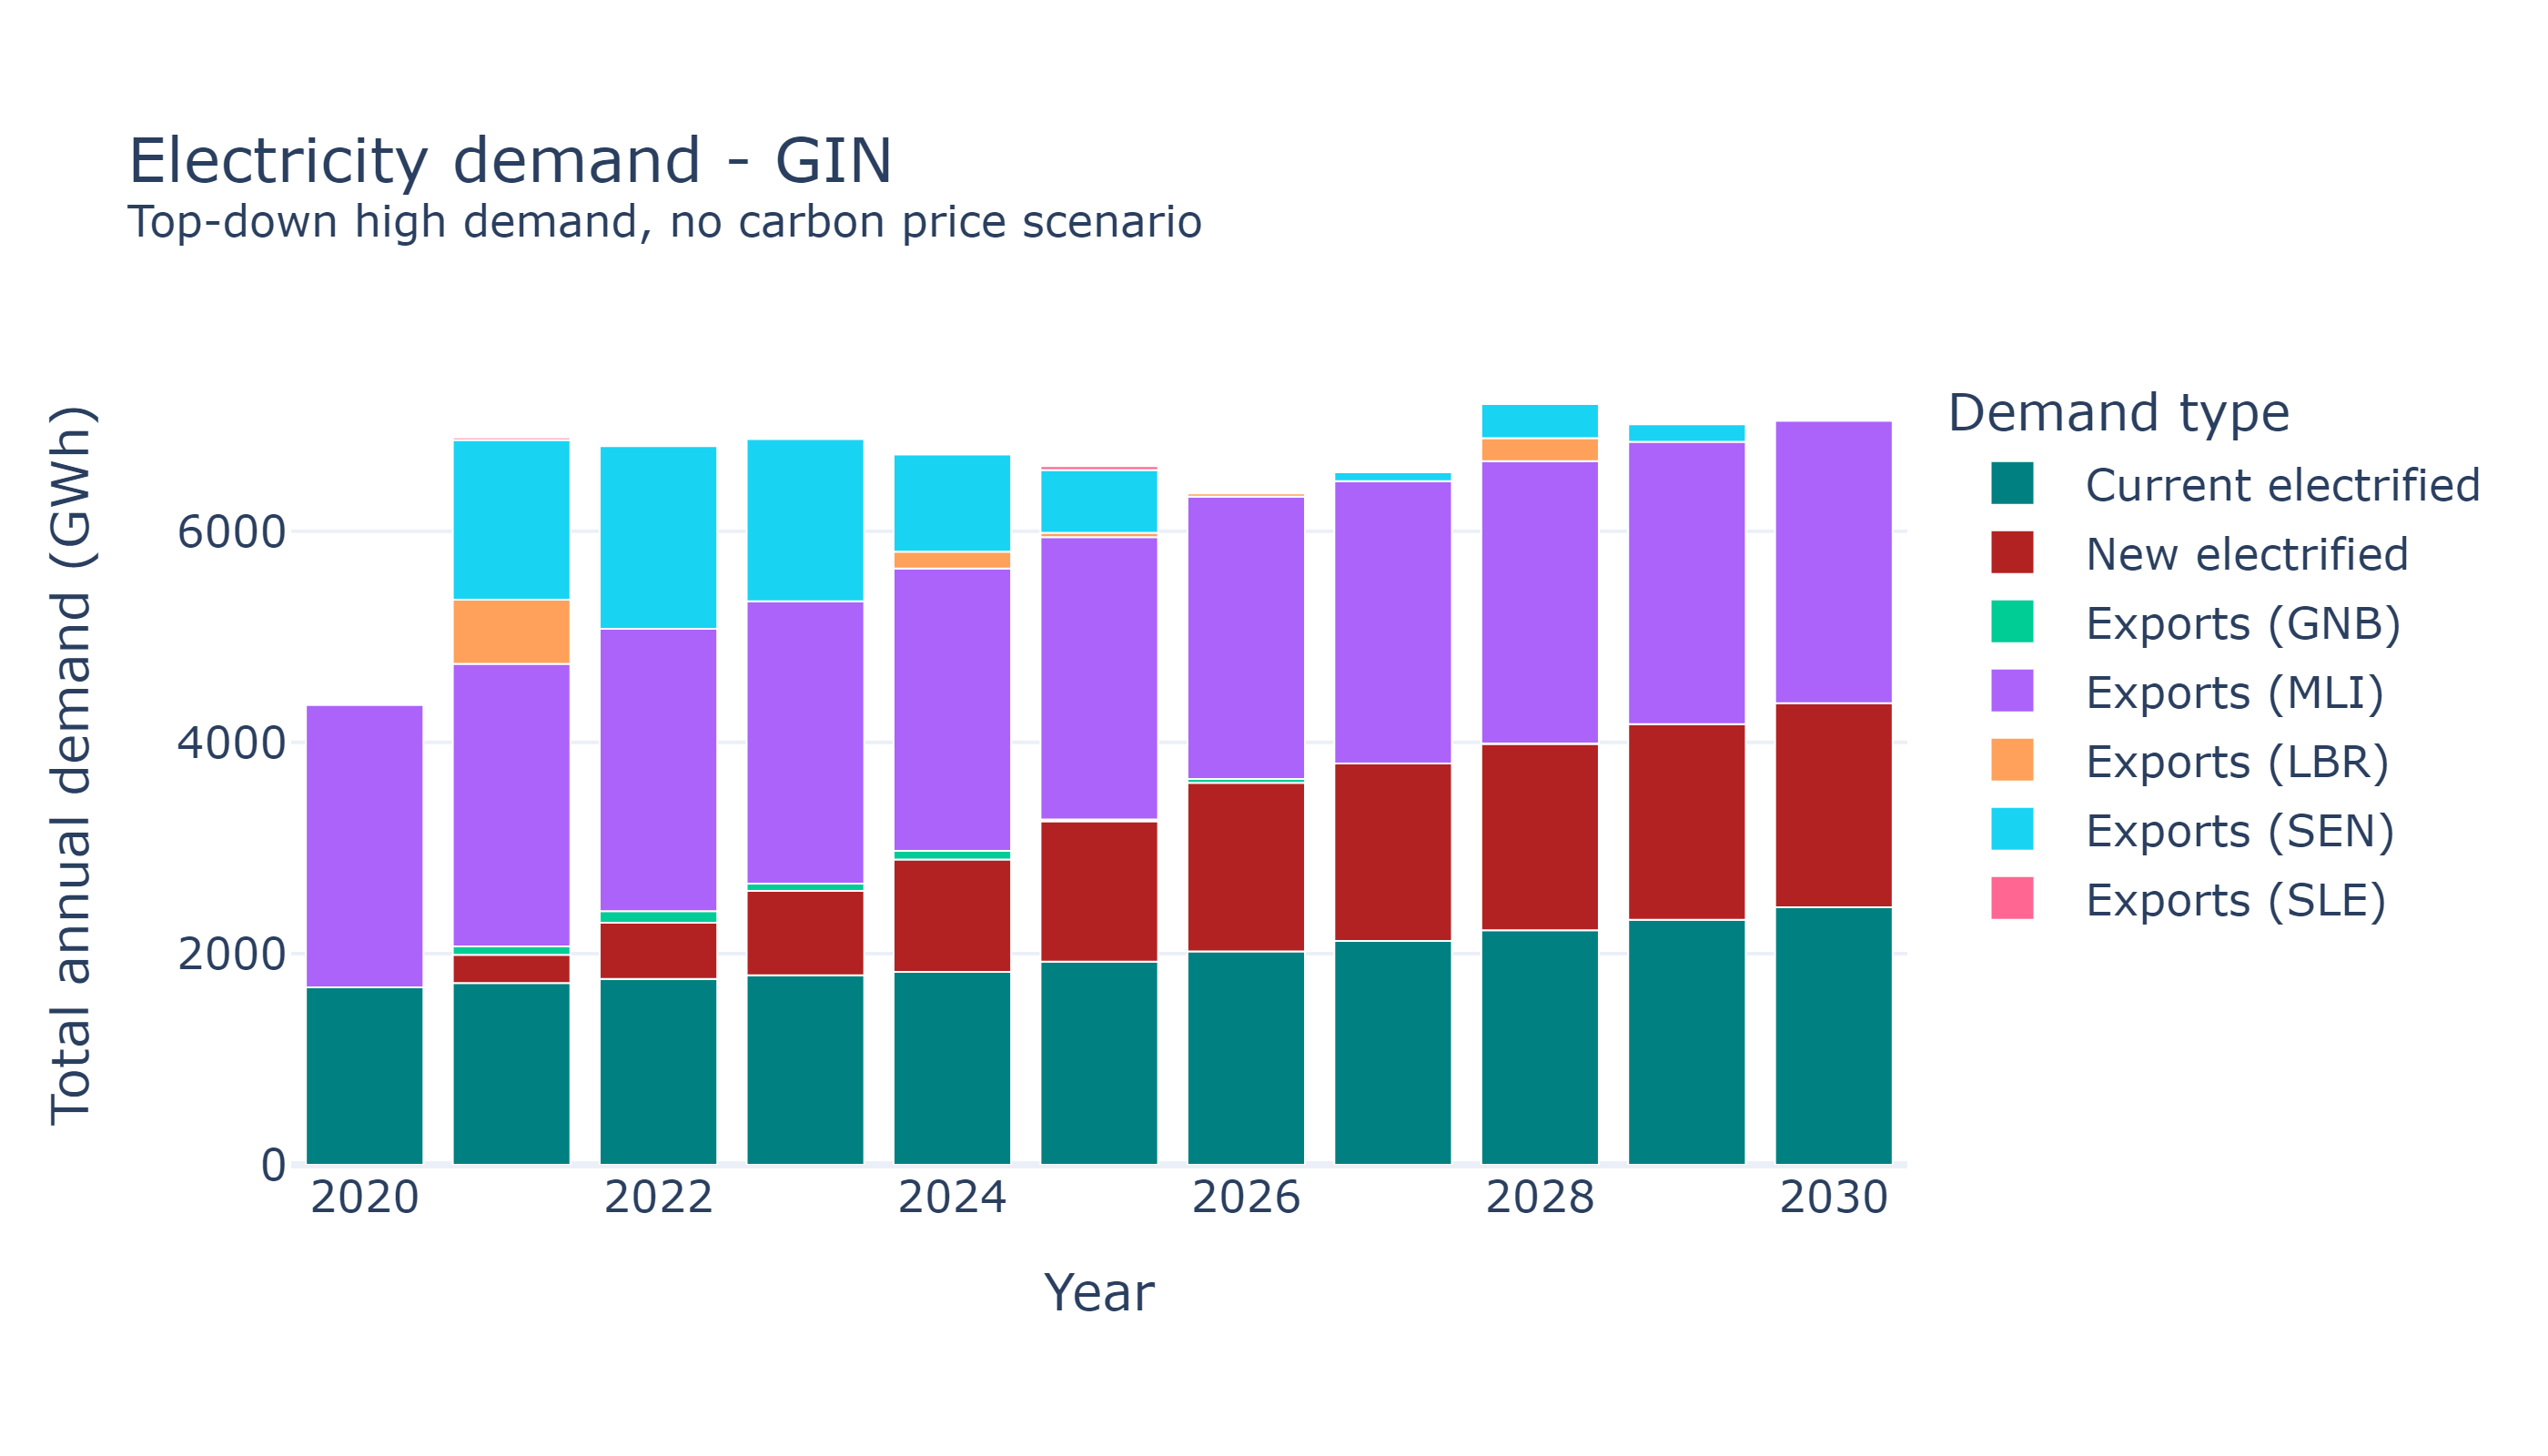 Electricity demand - GIN
Top-down high demand, no carbon price scenario
Total annual demand (GWh)
6000
4000
2000
0
2020
2022
2024
2026
2028
2030
Year
Demand type
Current electrified
New electrified
Exports (GNB)
Exports (MLI)
Exports (LBR)
Exports (SEN)
Exports (SLE)